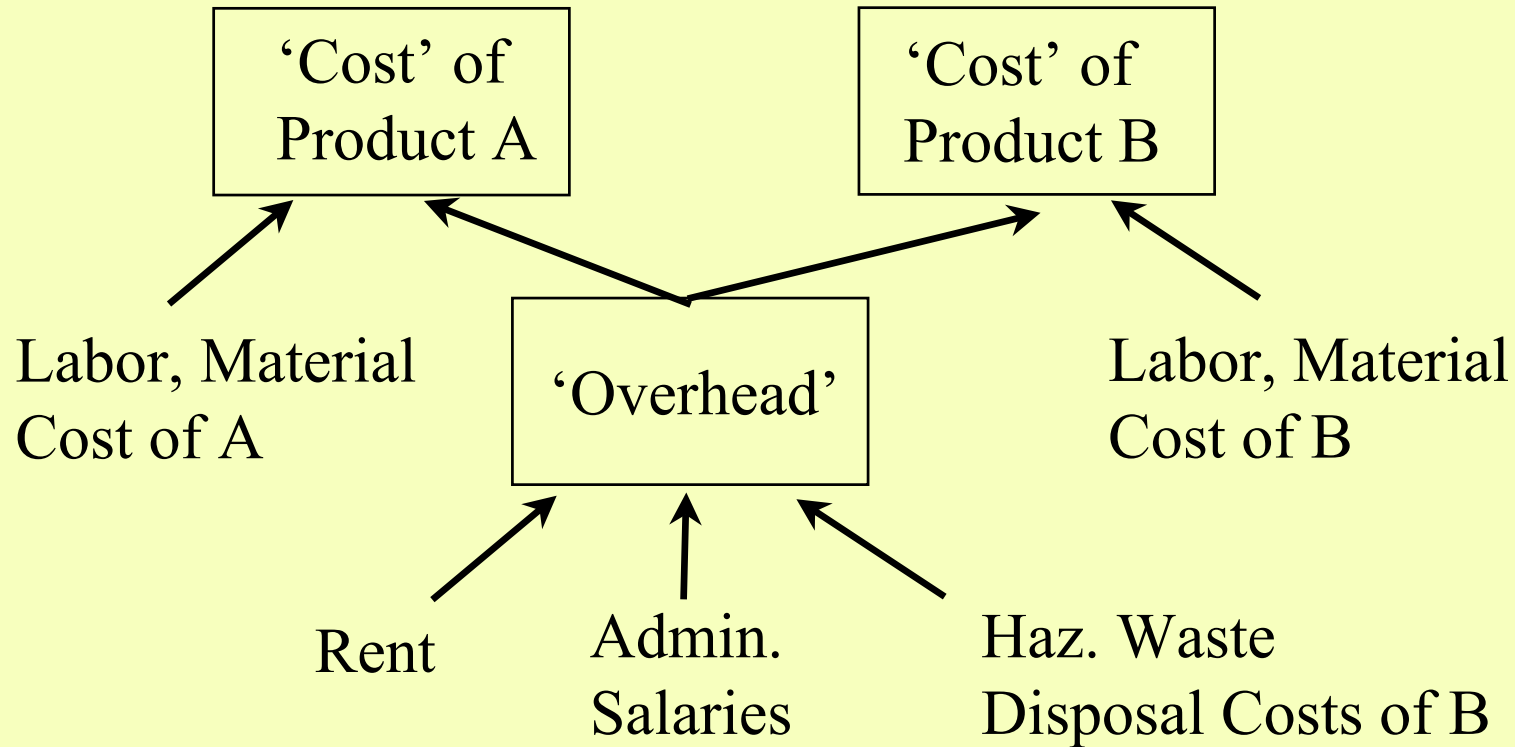 ‘Cost’ of
Product A
‘Cost’ of
Product B
Labor, Material
Cost of A
‘Overhead’
Labor, Material
Cost of B
Rent
Admin.
Salaries
Haz. Waste
Disposal Costs of B